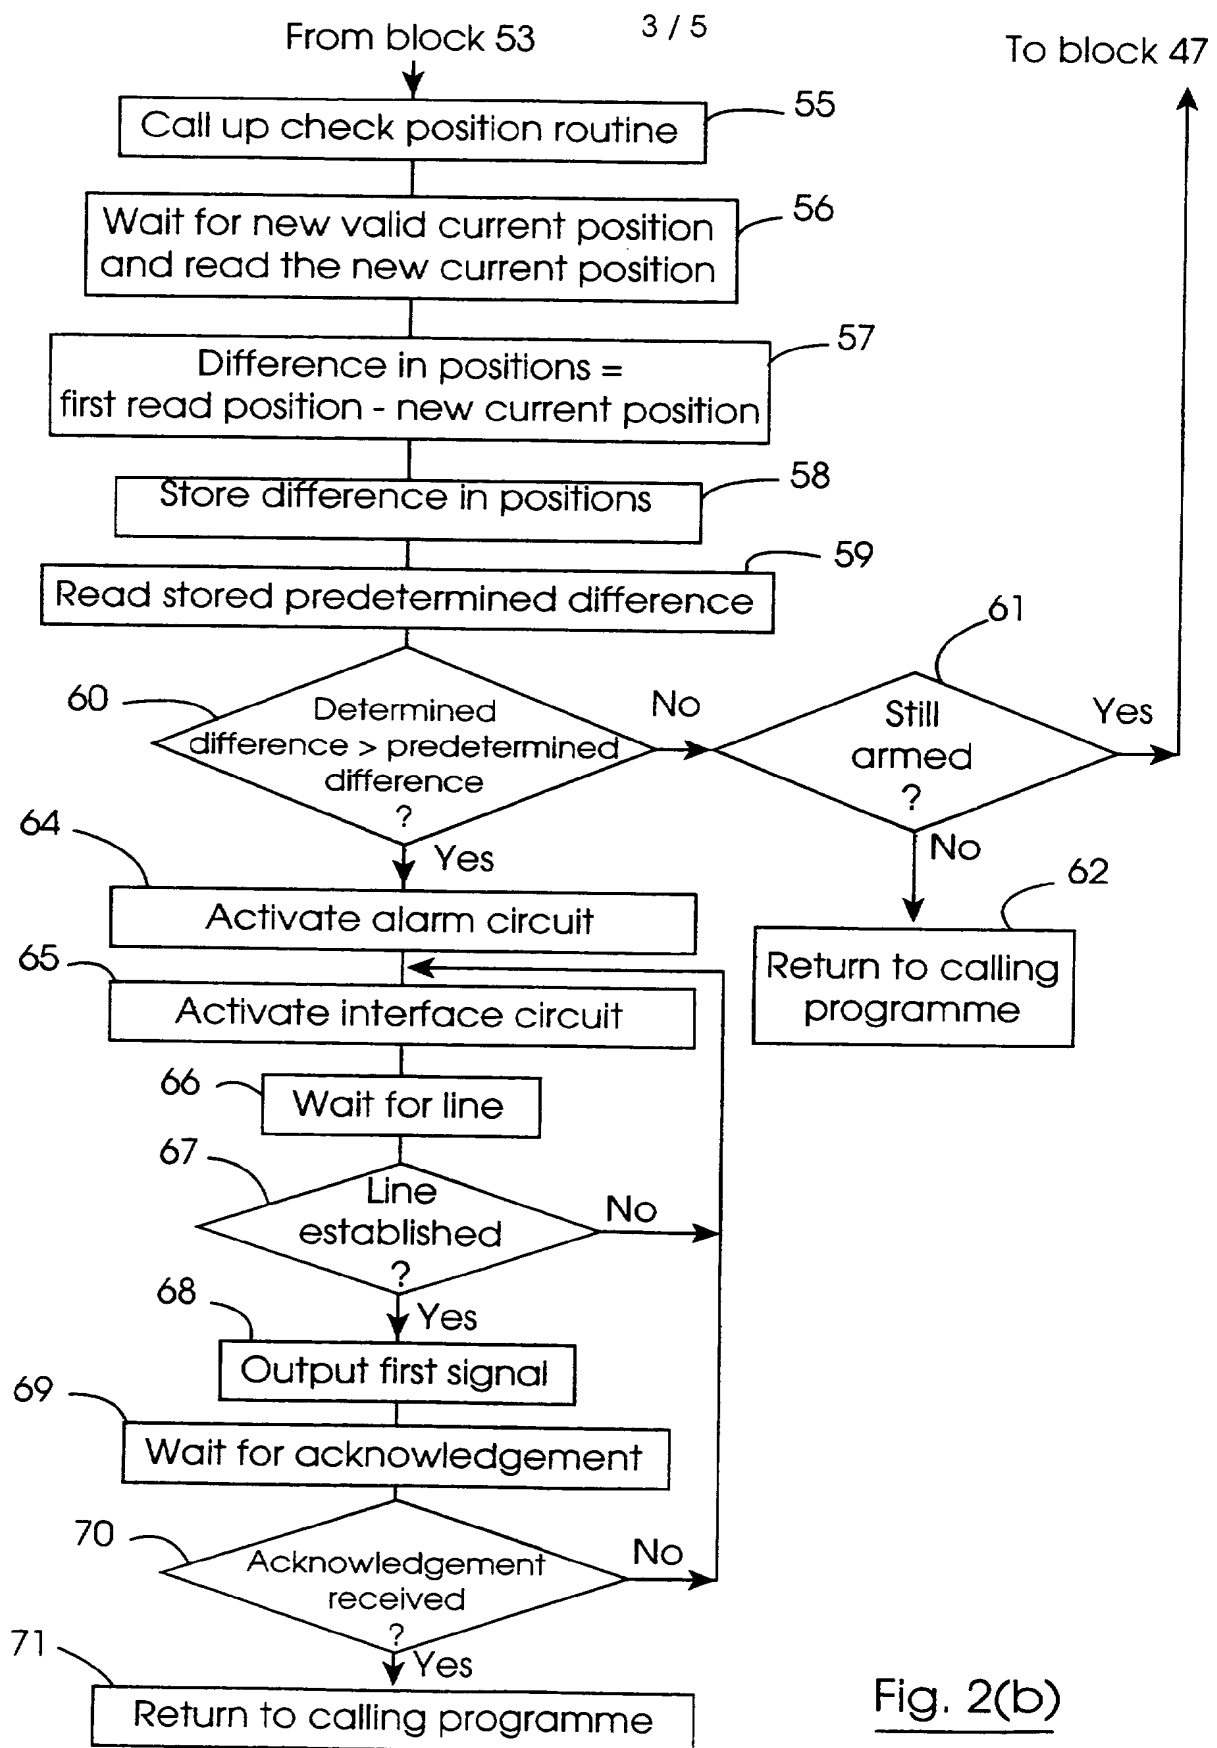 3 / 5
From block 53
To block 47
55
Call up check position routine
56
Wait for new valid current position
and read the new current position
57
Difference in positions =
first read position - new current position
58
Store difference in positions
59
Read stored predetermined difference
60
Determined
difference > predetermined
difference
?
No
61
Still
armed
?
Yes
No
62
Return to calling
programme
Yes
64
Activate alarm circuit
65
Activate interface circuit
66
Wait for line
67
Line
established
?
No
Yes
68
Output first signal
69
Wait for acknowledgement
70
Acknowledgement
received
?
No
Yes
71
Return to calling programme
Fig. 2(b)